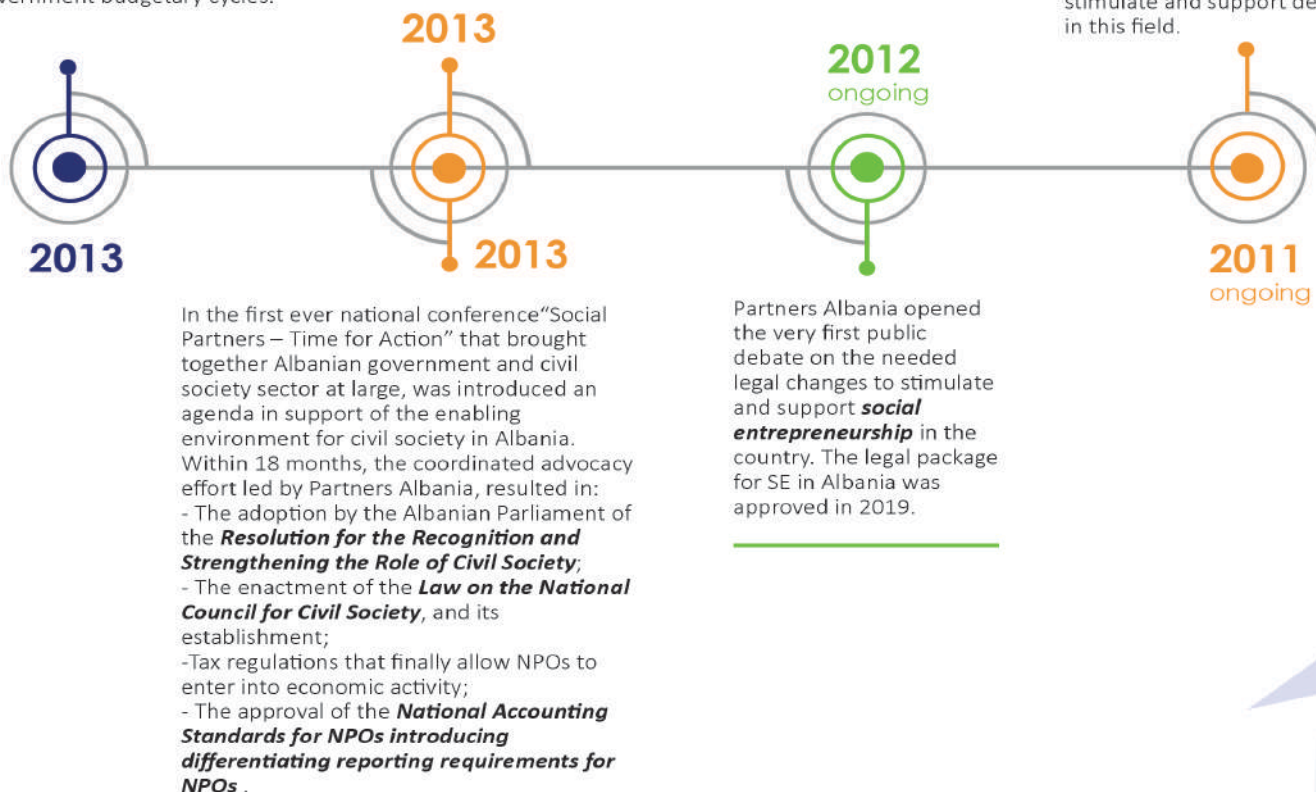 vernment budgetary cycles.
stimulate and support de
in this field.
2013
2012
ongoing
2013
2013
2011
ongoing
In the first ever national conference“Social
Partners – Time for Action” that brought
together Albanian government and civil
society sector at large, was introduced an
agenda in support of the enabling
environment for civil society in Albania.
Within 18 months, the coordinated advocacy
effort led by Partners Albania, resulted in:
- The adoption by the Albanian Parliament of
the Resolution for the Recognition and
Strengthening the Role of Civil Society;
- The enactment of the Law on the National
Council for Civil Society, and its
establishment;
-Tax regulations that finally allow NPOs to
enter into economic activity;
- The approval of the National Accounting
Standards for NPOs introducing
differentiating reporting requirements for
NPOs .
Partners Albania opened
the very first public
debate on the needed
legal changes to stimulate
and support social
entrepreneurship in the
country. The legal package
for SE in Albania was
approved in 2019.